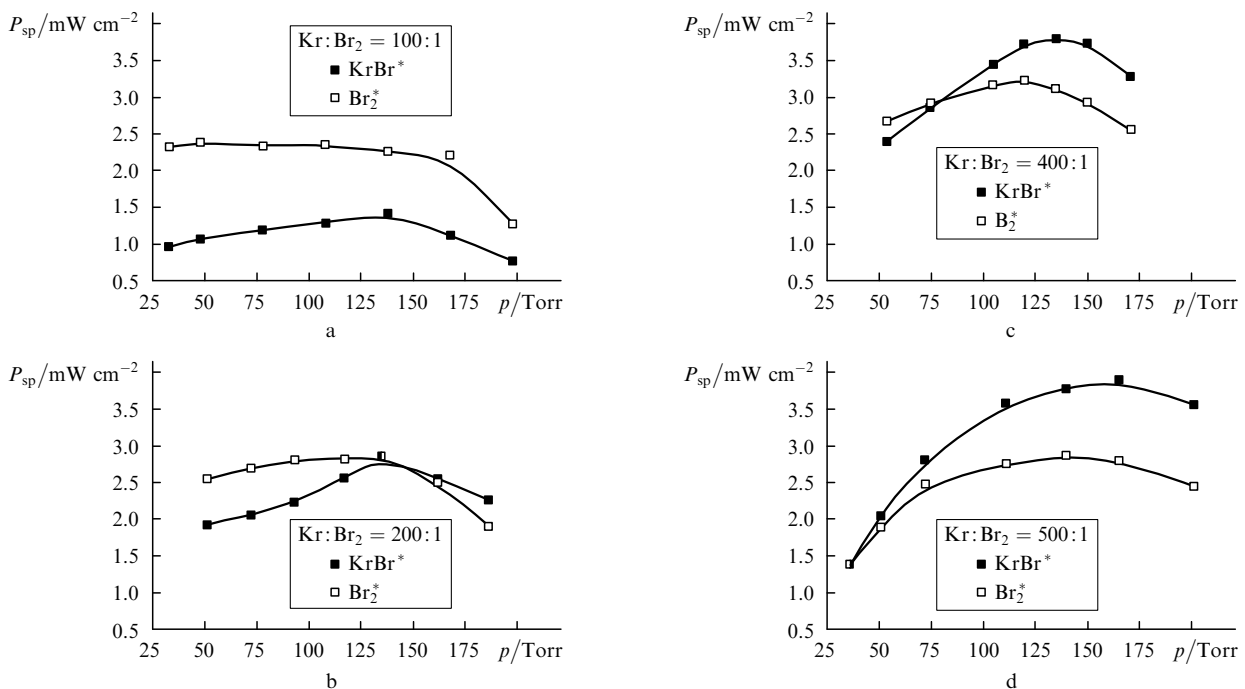 P_sp/mW cm⁻²
3.5
3.0
2.5
2.0
1.5
1.0
0.5
Kr:Br₂ = 100:1
KrBr*
Br₂*
25 50 75 100 125 150 175 p/Torr
a
P_sp/mW cm⁻²
3.5
3.0
2.5
2.0
1.5
1.0
0.5
Kr:Br₂ = 400:1
KrBr*
B₂*
25 50 75 100 125 150 175 p/Torr
c
P_sp/mW cm⁻²
3.5
3.0
2.5
2.0
1.5
1.0
0.5
Kr:Br₂ = 200:1
KrBr*
Br₂*
25 50 75 100 125 150 175 p/Torr
b
P_sp/mW cm⁻²
3.5
3.0
2.5
2.0
1.5
1.0
0.5
Kr:Br₂ = 500:1
KrBr*
Br₂*
25 50 75 100 125 150 175 p/Torr
d